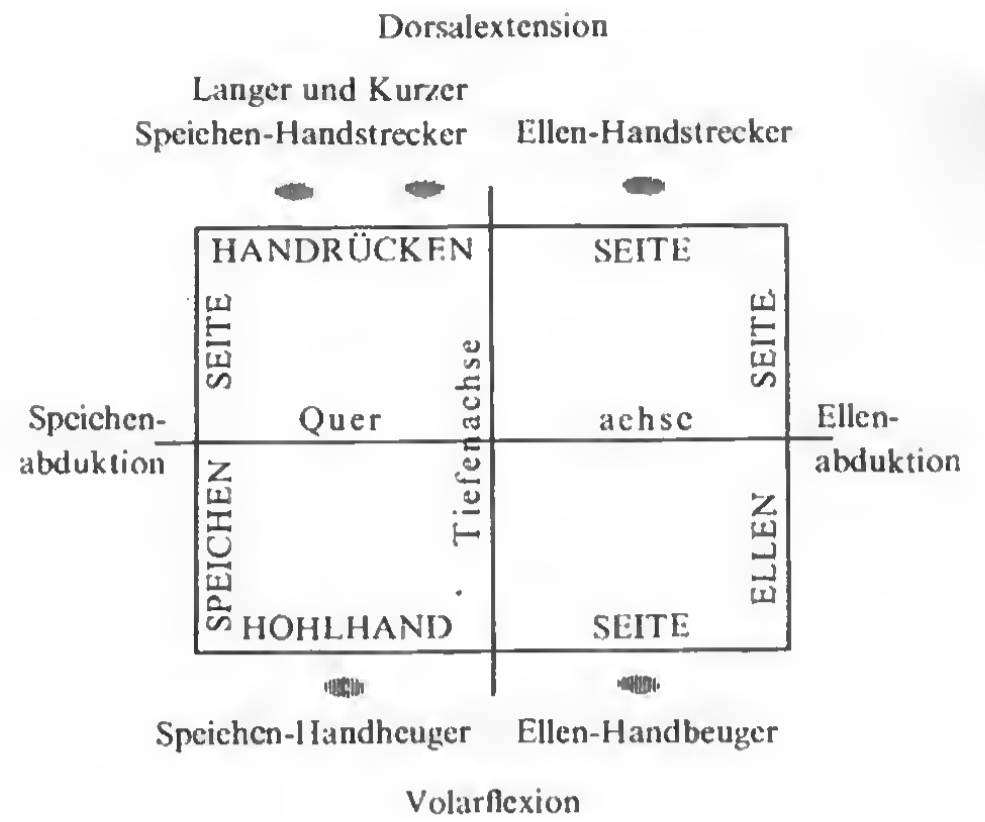 Dorsalextension
Langer und Kurzer
Speichen-Handstrecker
Ellen-Handstrecker
HANDRÜCKEN
SEITE
SPEICHEN SEITE
ELLEN SEITE
Speichen-
abduktion
Quer
achse
Tiefenachse
Ellen-
abduktion
HOHLHAND
SEITE
Speichen-Handbeuger
Ellen-Handbeuger
Volarflexion